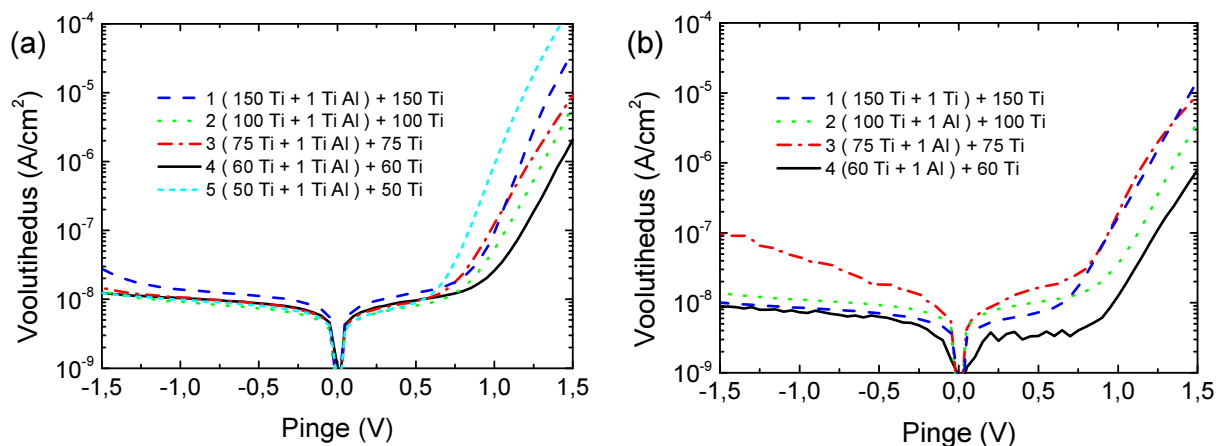 (a)
Voolutihedus (A/cm²)
10⁻⁴
10⁻⁵
10⁻⁶
10⁻⁷
10⁻⁸
10⁻⁹
1 ( 150 Ti + 1 Ti Al ) + 150 Ti
2 ( 100 Ti + 1 Ti Al ) + 100 Ti
3 ( 75 Ti + 1 Ti Al ) + 75 Ti
4 ( 60 Ti + 1 Ti Al ) + 60 Ti
5 ( 50 Ti + 1 Ti Al ) + 50 Ti
-1,5 -1,0 -0,5 0,0 0,5 1,0 1,5
Pinge (V)
(b)
Voolutihedus (A/cm²)
10⁻⁴
10⁻⁵
10⁻⁶
10⁻⁷
10⁻⁸
10⁻⁹
1 ( 150 Ti + 1 Ti ) + 150 Ti
2 ( 100 Ti + 1 Al ) + 100 Ti
3 ( 75 Ti + 1 Al ) + 75 Ti
4 (60 Ti + 1 Al ) + 60 Ti
-1,5 -1,0 -0,5 0,0 0,5 1,0 1,5
Pinge (V)